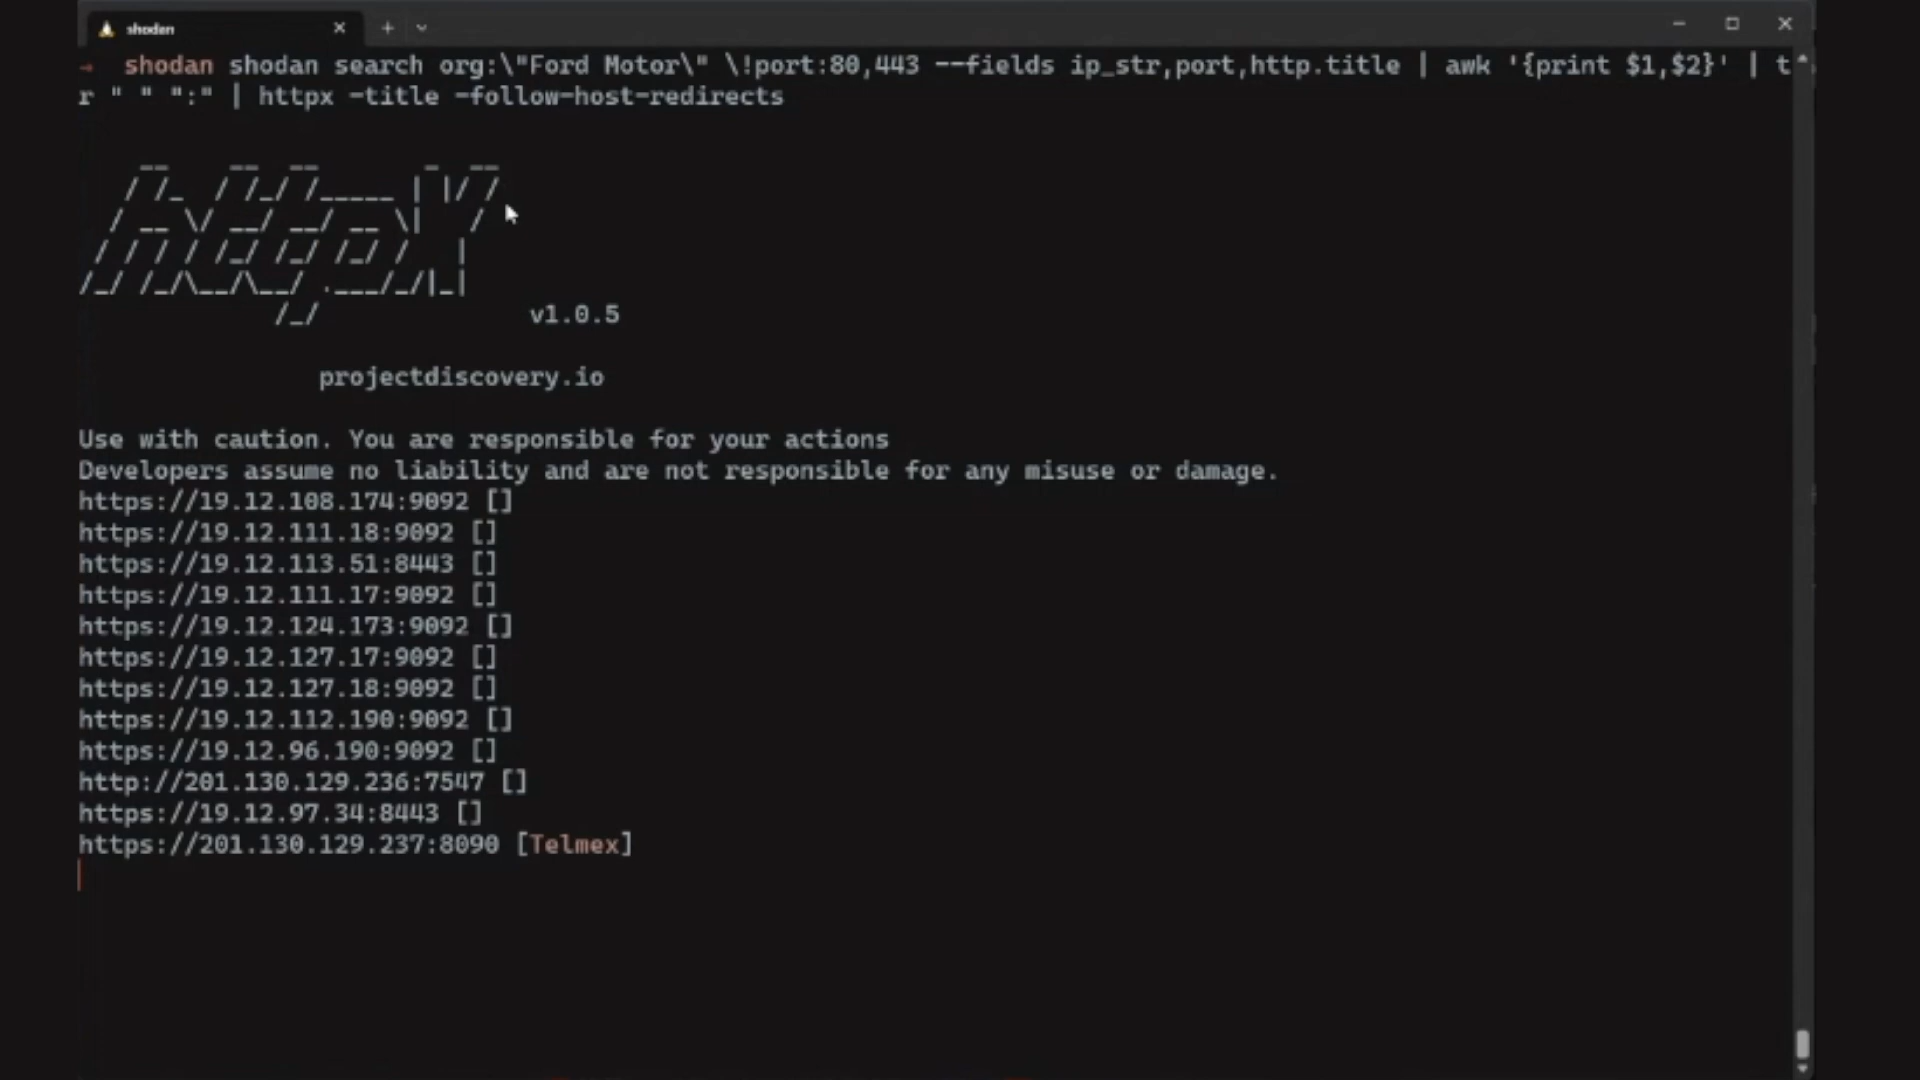 shodan
→ shodan shodan search org:\"Ford Motor\" \!port:80,443 --fields ip_str,port,http.title | awk '{print $1,$2}' | t
r " " ":" | httpx -title -follow-host-redirects
httpx
v1.0.5
projectdiscovery.io
Use with caution. You are responsible for your actions
Developers assume no liability and are not responsible for any misuse or damage.
https://19.12.108.174:9092 []
https://19.12.111.18:9092 []
https://19.12.113.51:8443 []
https://19.12.111.17:9092 []
https://19.12.124.173:9092 []
https://19.12.127.17:9092 []
https://19.12.127.18:9092 []
https://19.12.112.190:9092 []
https://19.12.96.190:9092 []
http://201.130.129.236:7547 []
https://19.12.97.34:8443 []
https://201.130.129.237:8090 [Telmex]